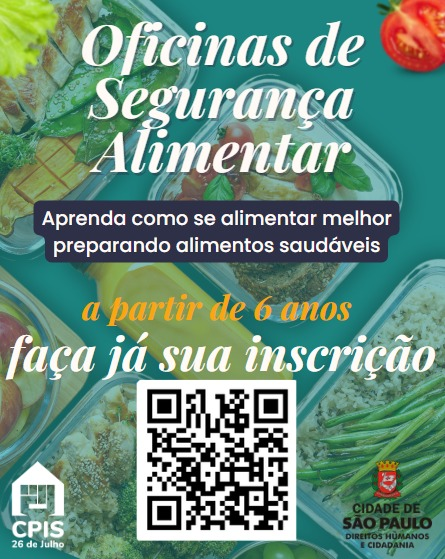 Oficinas de
Segurança
Alimentar
Aprenda como se alimentar melhor
preparando alimentos saudáveis
a partir de 6 anos
faça já sua inscrição
CPIS
26 de Julho
CIDADE DE
SÃO PAULO
DIREITOS HUMANOS
E CIDADANIA